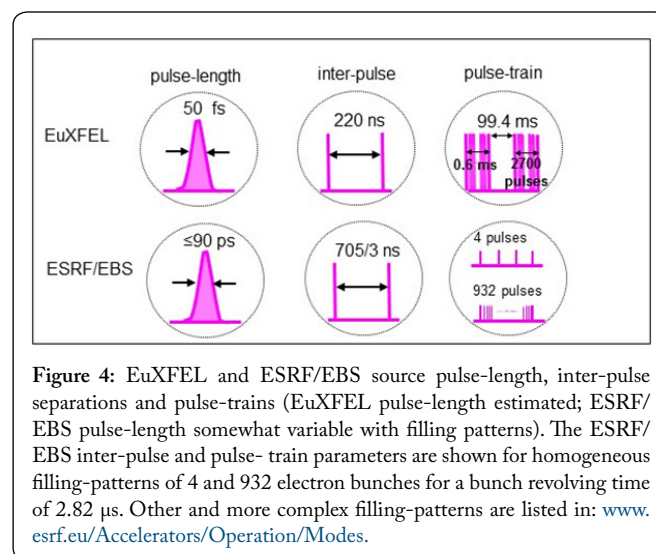 pulse-length inter-pulse pulse-train
EuXFEL
50 fs
220 ns
99.4 ms
0.6 ms 2700
pulses
ESRF/EBS
≤90 ps
705/3 ns
4 pulses
932 pulses
Figure 4: EuXFEL and ESRF/EBS source pulse-length, inter-pulse
separations and pulse-trains (EuXFEL pulse-length estimated; ESRF/
EBS pulse-length somewhat variable with filling patterns). The ESRF/
EBS inter-pulse and pulse- train parameters are shown for homogeneous
filling-patterns of 4 and 932 electron bunches for a bunch revolving time
of 2.82 µs. Other and more complex filling-patterns are listed in: www.
esrf.eu/Accelerators/Operation/Modes.